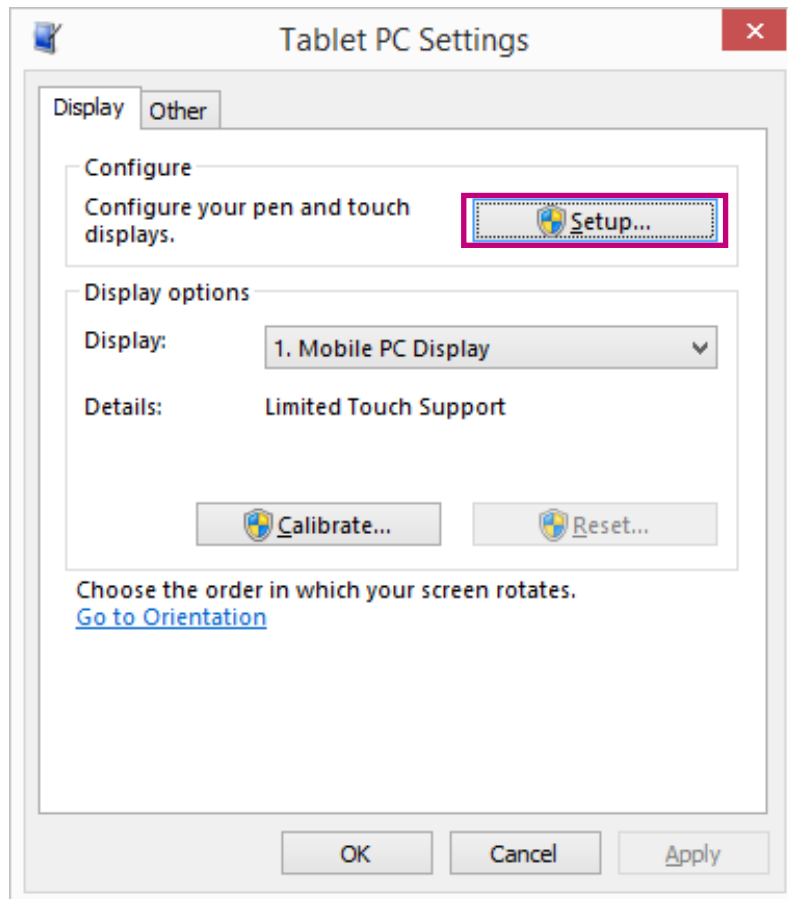 Tablet PC Settings
Display
Other
Configure
Configure your pen and touch
displays.
Setup...
Display options
Display:
1. Mobile PC Display
Details:
Limited Touch Support
Calibrate...
Reset...
Choose the order in which your screen rotates.
Go to Orientation
OK
Cancel
Apply